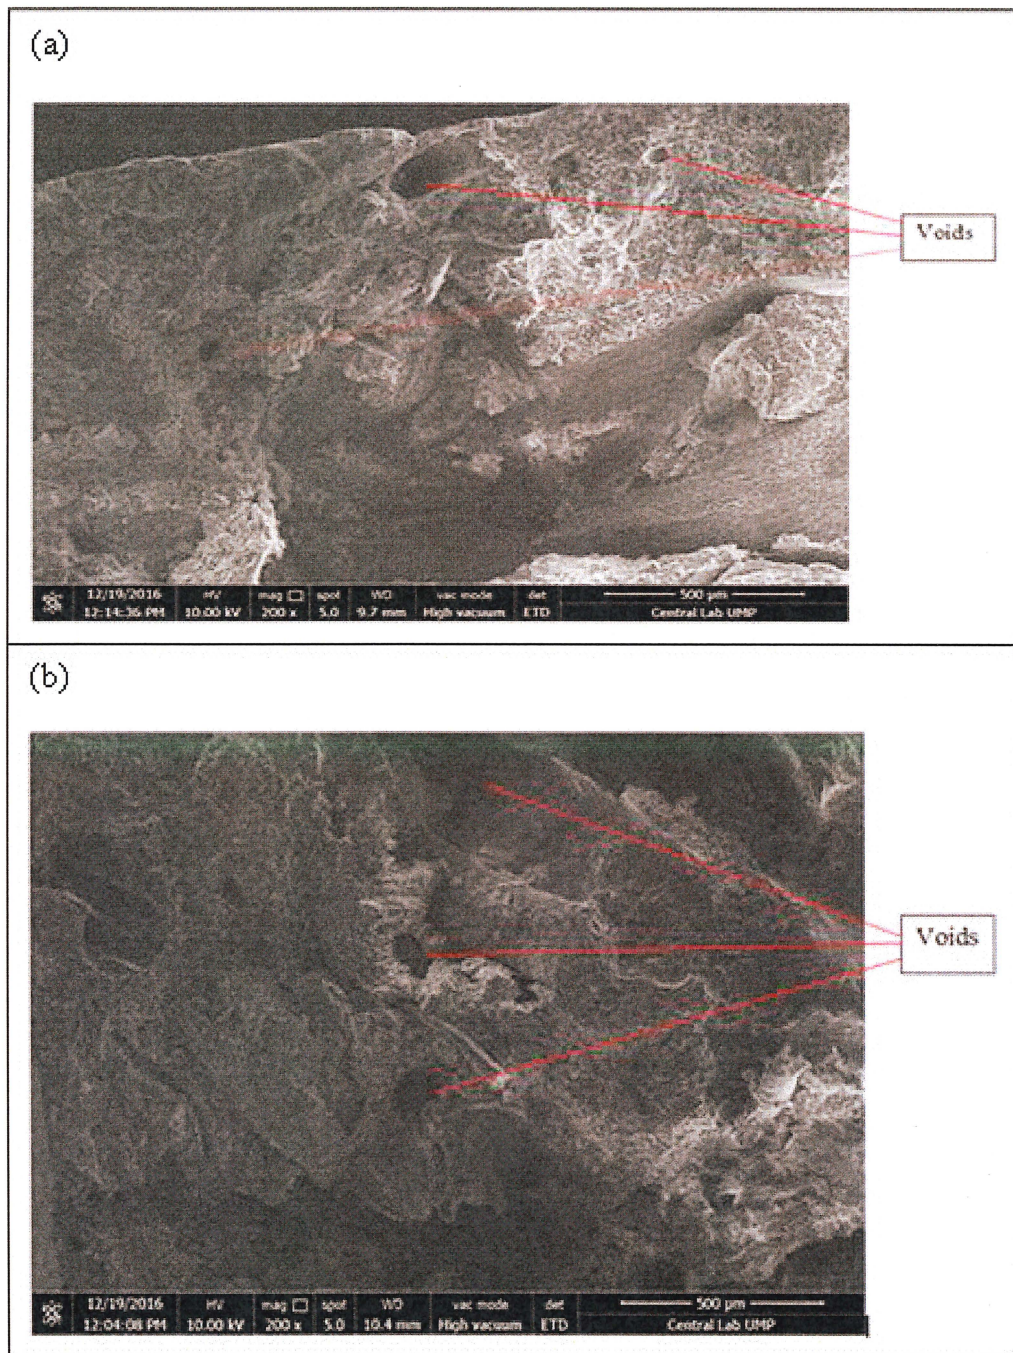 (a)
Voids
12/19/2016 HV mag spot WD vac mode det 500 µm
12:14:36 PM 10.00 kV 200 x 5.0 9.7 mm High vacuum ETD Central Lab UMP
(b)
Voids
12/19/2016 HV mag spot WD vac mode det 500 µm
12:04:08 PM 10.00 kV 200 x 5.0 10.4 mm High vacuum ETD Central Lab UMP